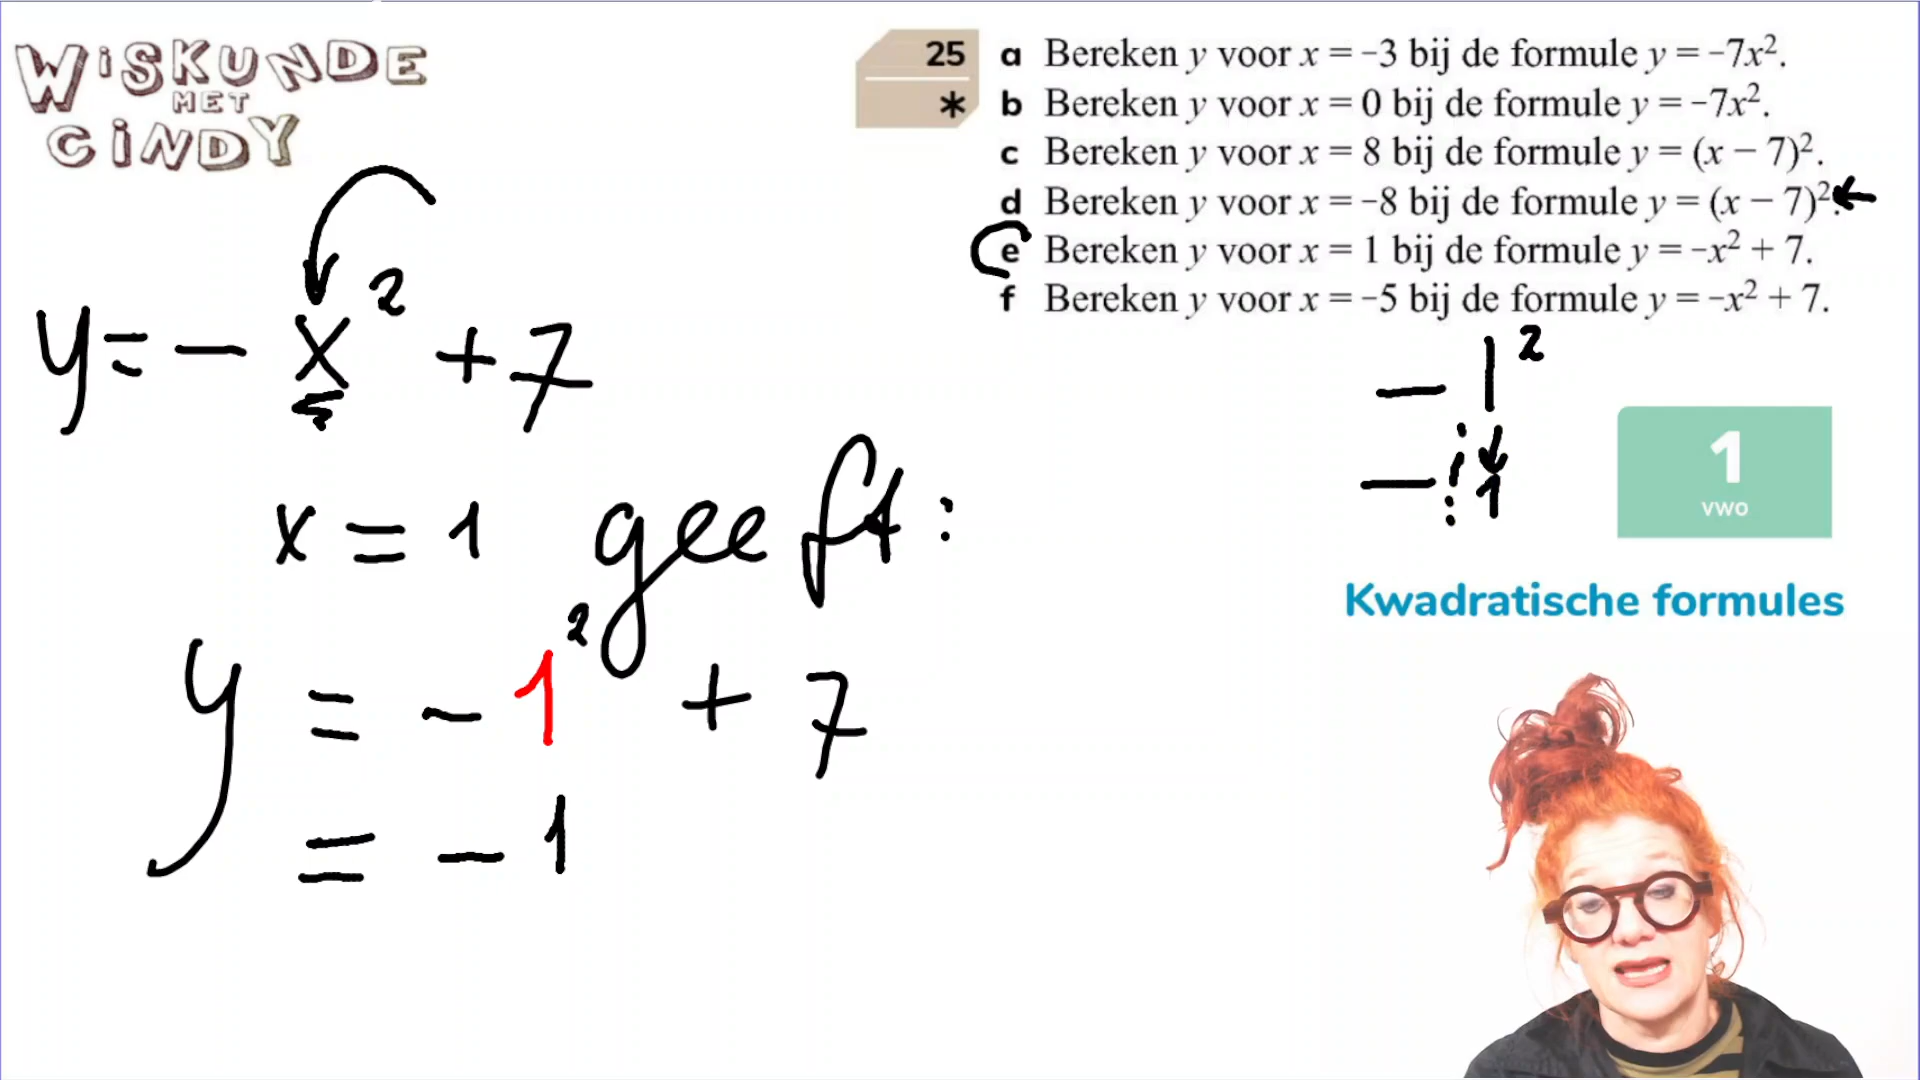 WiSKUNDE
MET
CiNDY
25
*
a Bereken y voor x = −3 bij de formule y = −7x².
b Bereken y voor x = 0 bij de formule y = −7x².
c Bereken y voor x = 8 bij de formule y = (x − 7)².
d Bereken y voor x = −8 bij de formule y = (x − 7)².
e Bereken y voor x = 1 bij de formule y = −x² + 7.
f Bereken y voor x = −5 bij de formule y = −x² + 7.
y = − x² + 7
x = 1 geeft:
y = − 1² + 7
= − 1
− 1²
− 1
1
vwo
Kwadratische formules